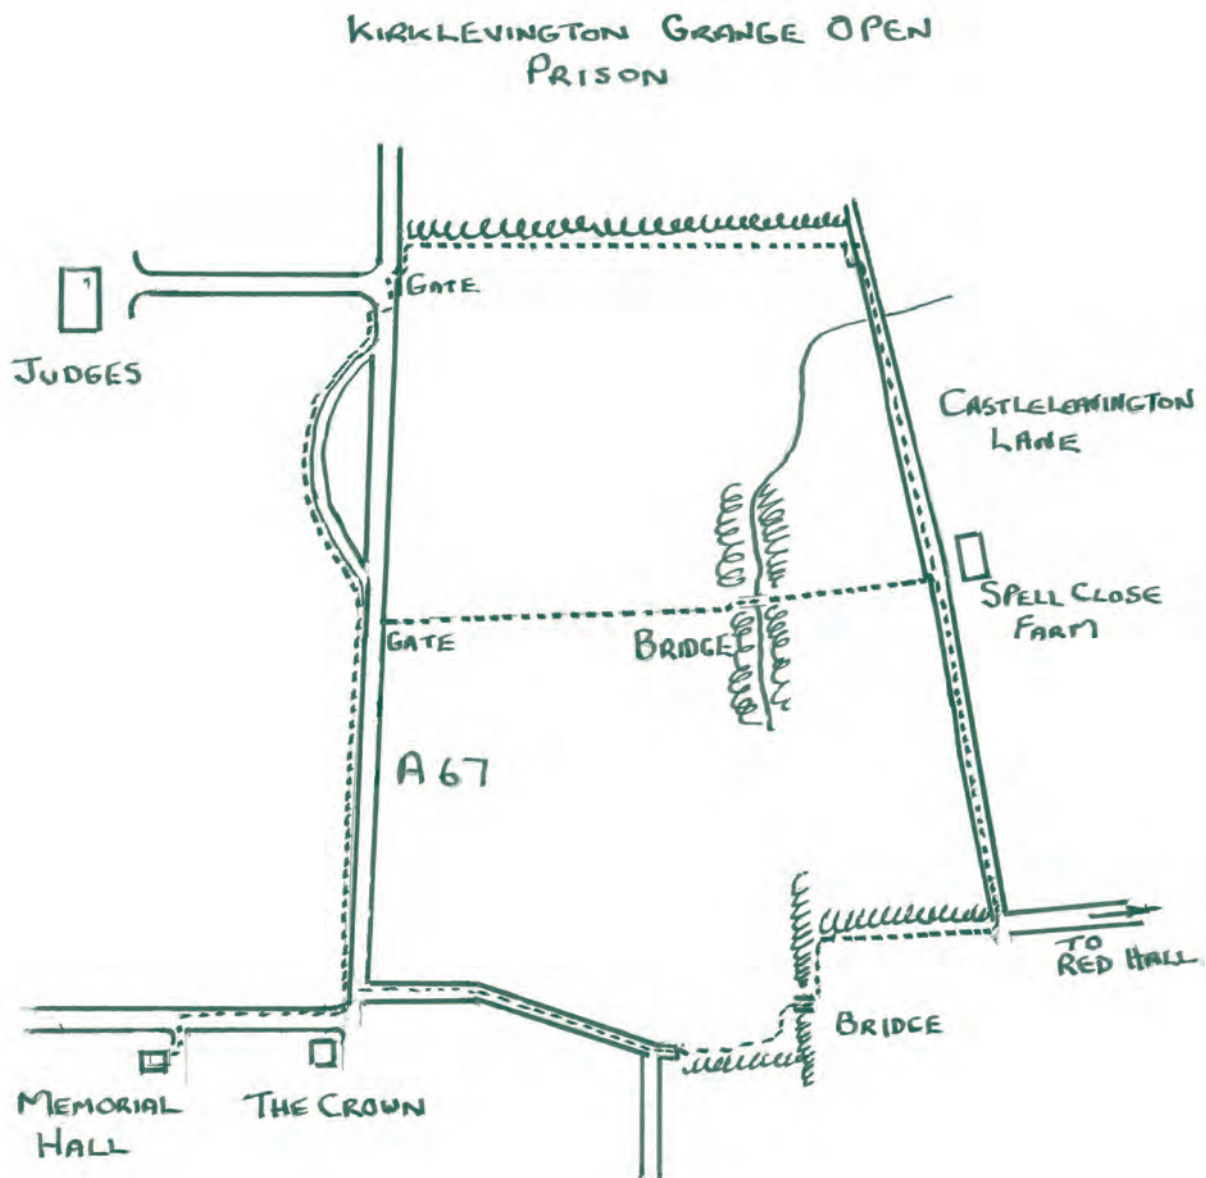 KIRKLEVINGTON GRANGE OPEN
PRISON
GATE
JUDGES
CASTLELEAVINGTON
LANE
SPELL CLOSE
FARM
GATE
BRIDGE
A 67
TO
RED HALL
BRIDGE
MEMORIAL
HALL
THE CROWN